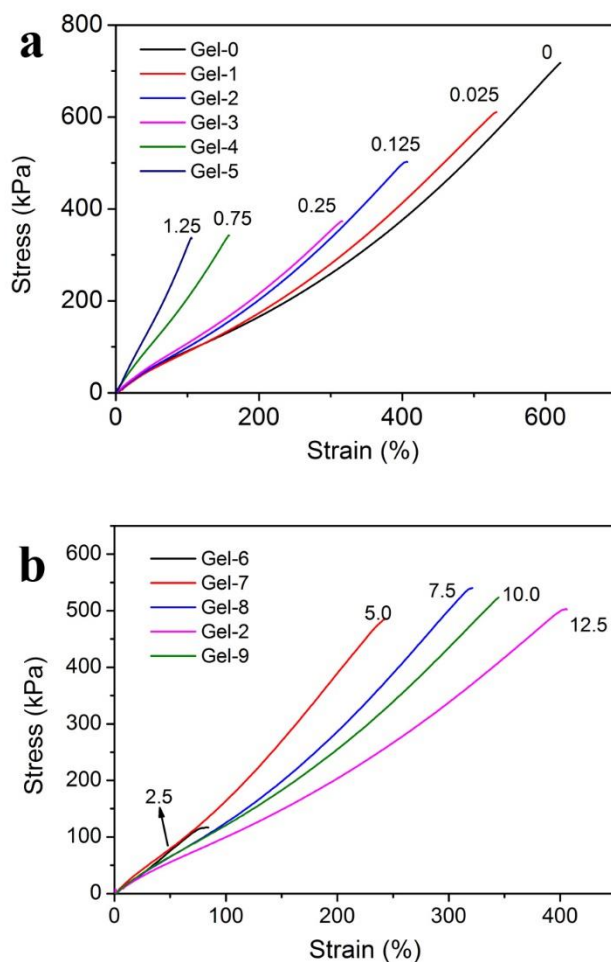 a
800
600
400
200
0
Stress (kPa)
Gel-0
Gel-1
Gel-2
Gel-3
Gel-4
Gel-5
0
0.025
0.125
0.25
0.75
1.25
0 200 400 600
Strain (%)
b
600
500
400
300
200
100
0
Stress (kPa)
Gel-6
Gel-7
Gel-8
Gel-2
Gel-9
5.0
7.5
10.0
12.5
2.5
0 100 200 300 400
Strain (%)